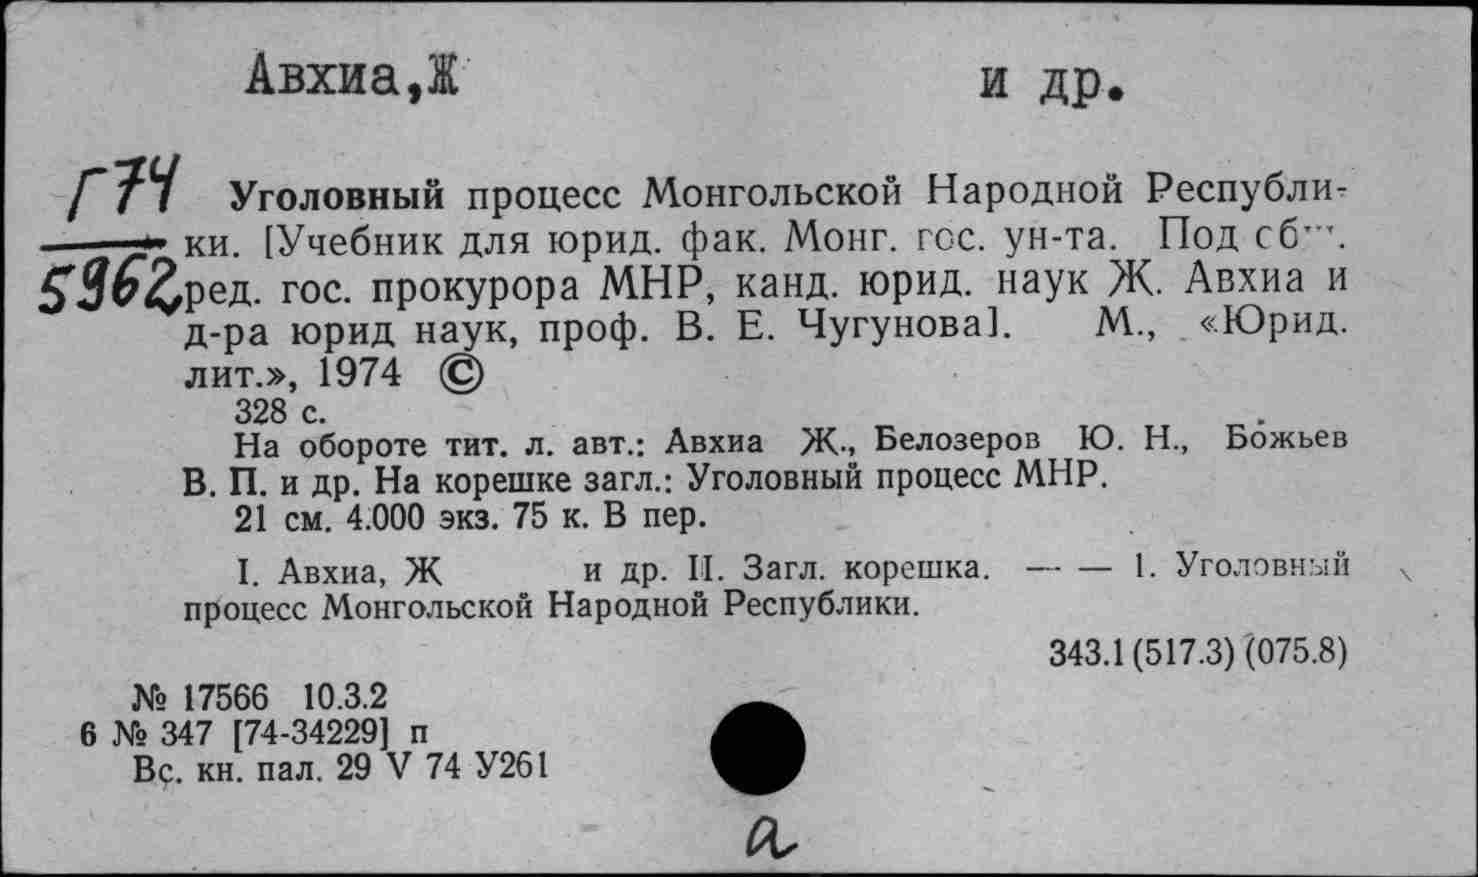 Авхиа,Ж и др.
Г74
5962
Уголовный процесс Монгольской Народной Республи-
ки. [Учебник для юрид. фак. Монг. гос. ун-та. Под
ред. гос. прокурора МНР, канд. юрид. наук Ж. Авхиа и
д-ра юрид наук, проф. В. Е. Чугунова]. М., «Юрид.
лит.», 1974 ©
328 с.
На обороте тит. л. авт.: Авхиа Ж., Белозеров Ю. Н., Божьев
В. П. и др. На корешке загл.: Уголовный процесс МНР.
21 см. 4.000 экз. 75 к. В пер.
I. Авхиа, Ж и др. II. Загл. корешка. — — 1. Уголовный
процесс Монгольской Народной Республики.
343.1 (517.3) (075.8)
№ 17566 10.3.2
6 № 347 [74-34229] п
Вс. кн. пал. 29 V 74 У261
а